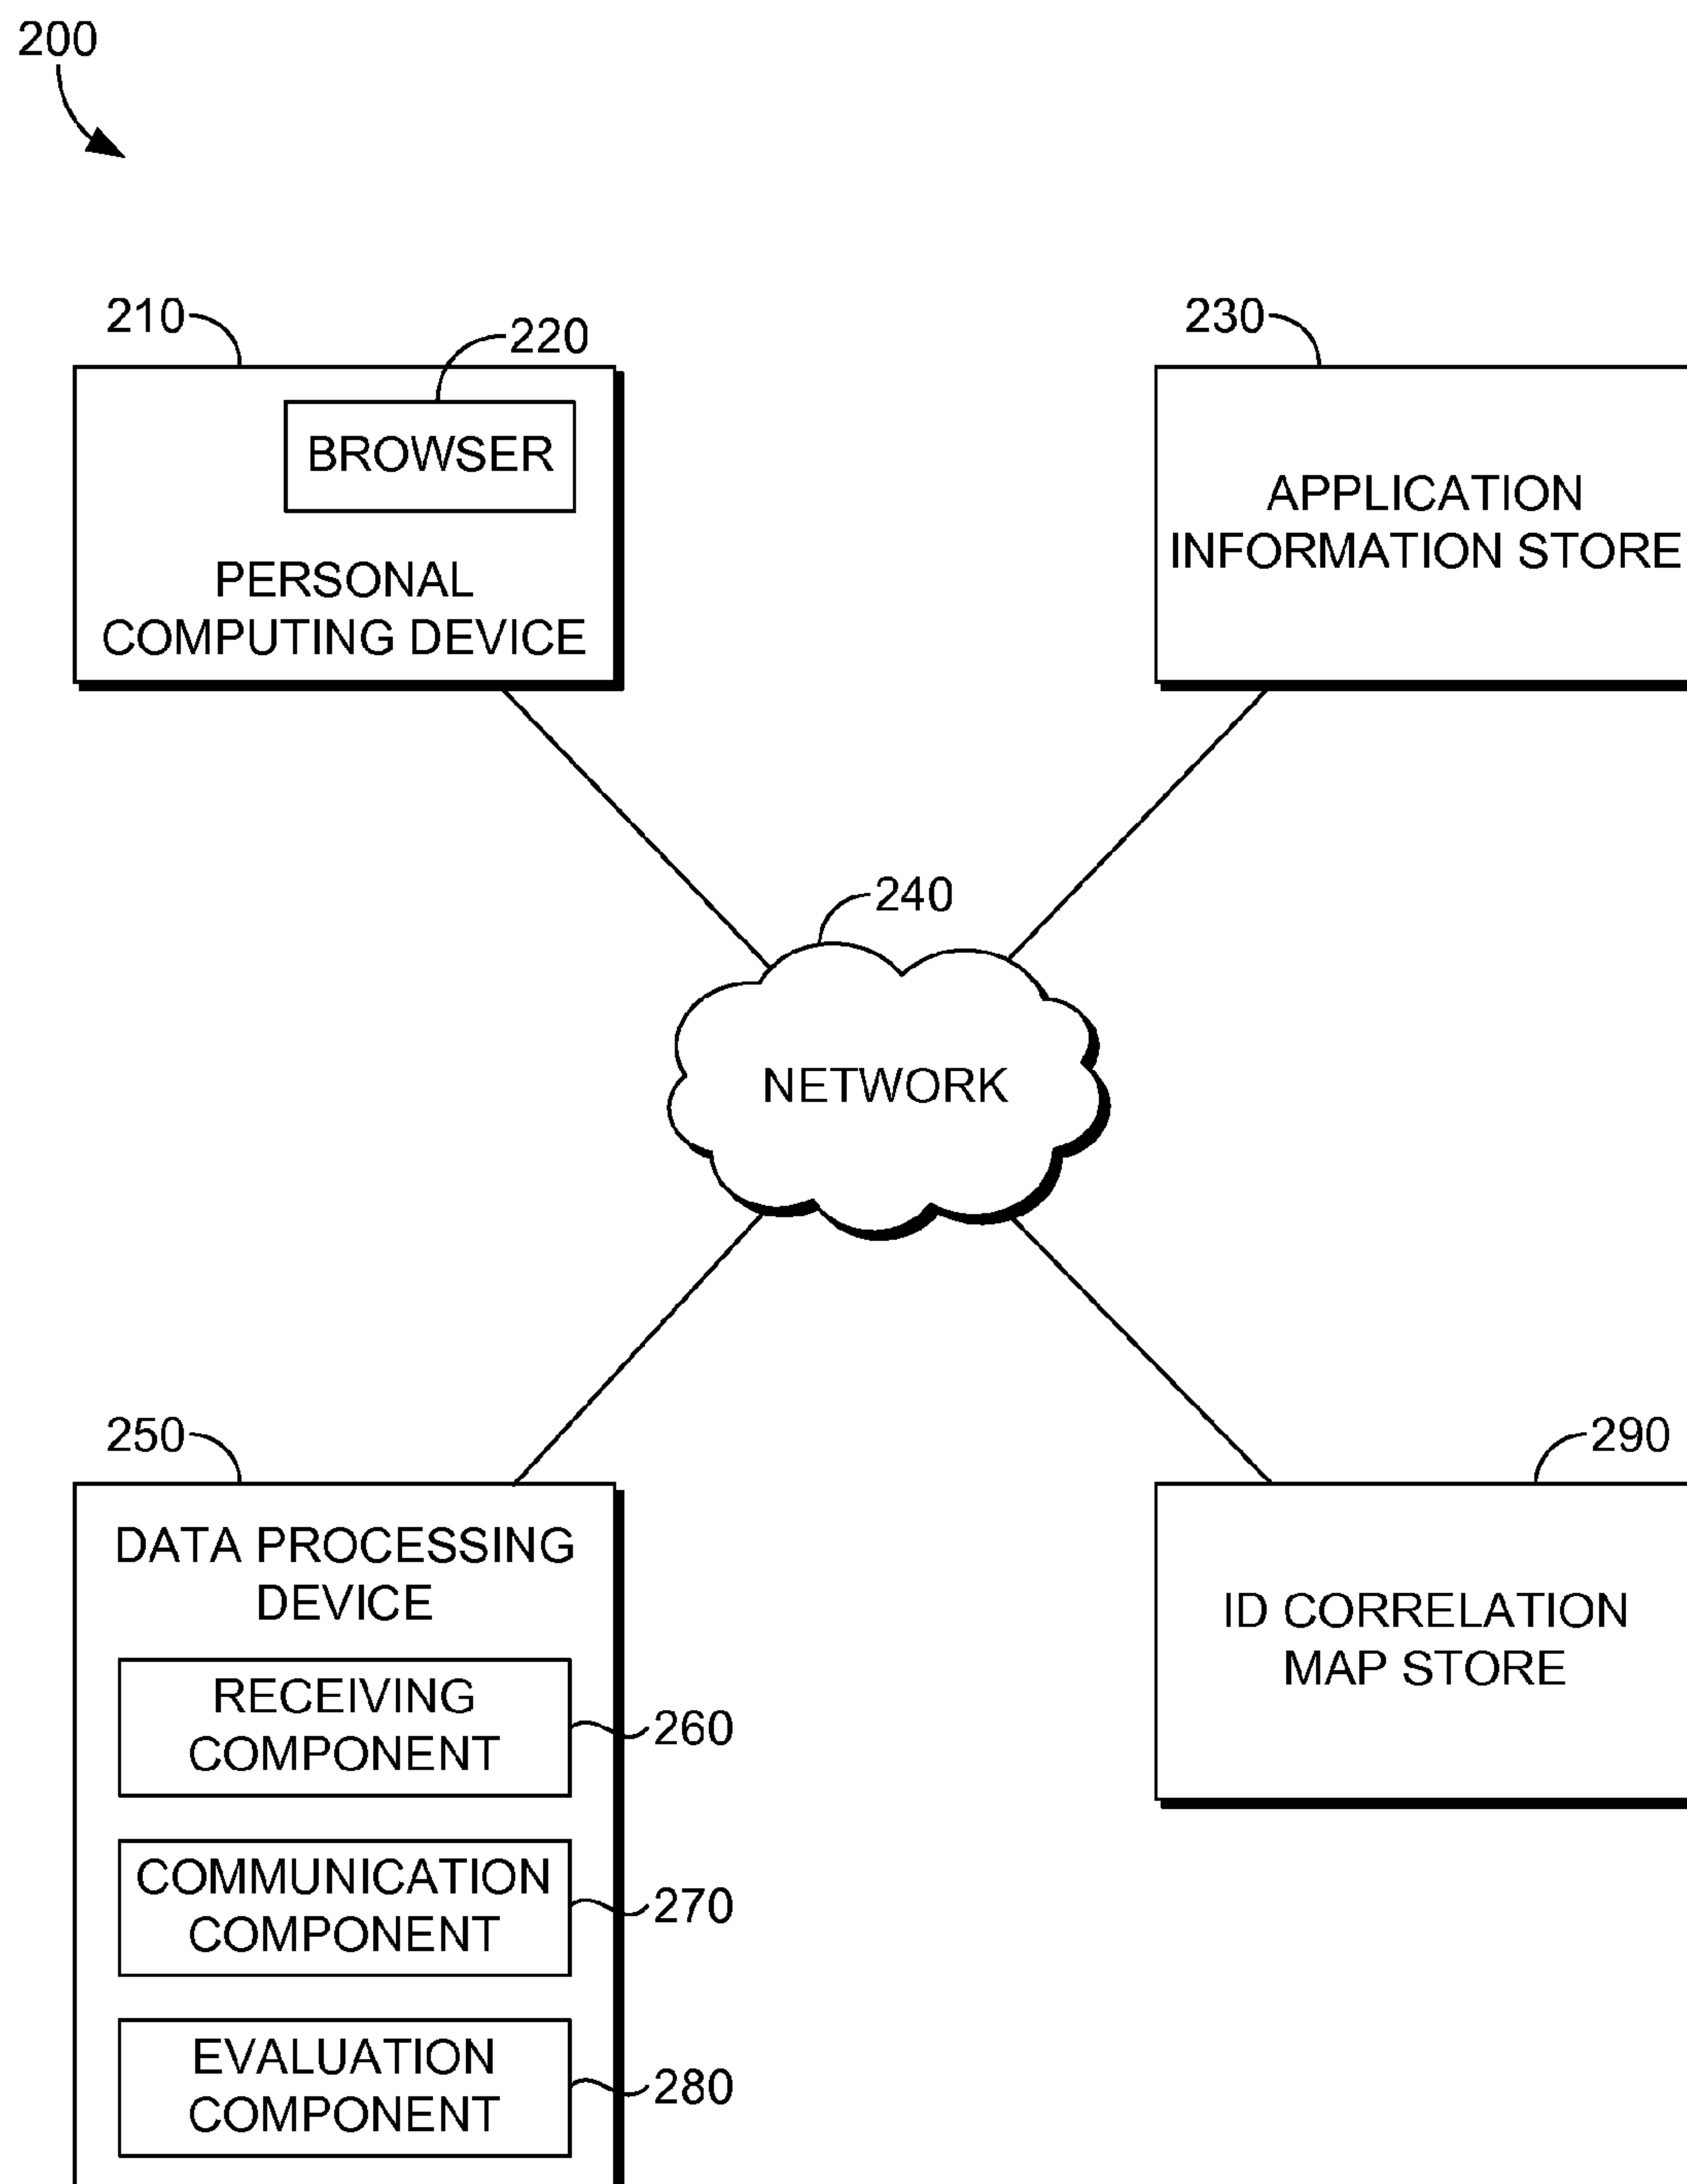 200
210
220
230
BROWSER
PERSONAL
COMPUTING DEVICE
APPLICATION
INFORMATION STORE
240
NETWORK
250
290
DATA PROCESSING
DEVICE
RECEIVING
COMPONENT
260
COMMUNICATION
COMPONENT
270
EVALUATION
COMPONENT
280
ID CORRELATION
MAP STORE